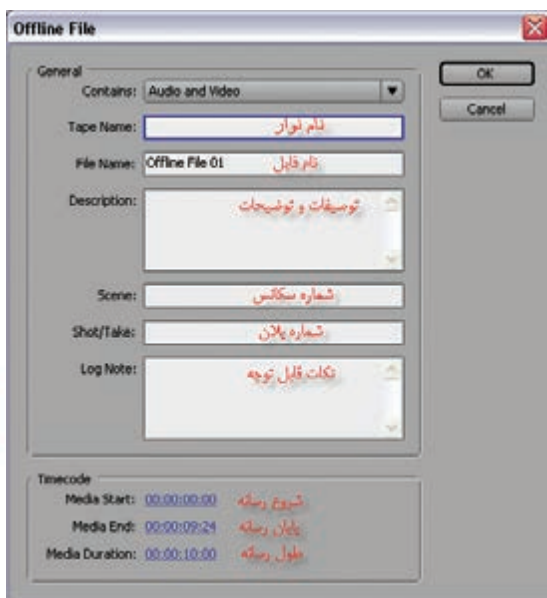 Offline File
General
Contains: Audio and Video
Tape Name: نام نوار
File Name: Offline File 01 نام فایل
Description: توصیفات و توضیحات
Scene: شماره سکانس
Shot/Take: شماره پلان
Log Note: نکات قابل توجه
OK
Cancel
Timecode
Media Start: 00:00:00:00 شروع رسانه
Media End: 00:00:09:24 پایان رسانه
Media Duration: 00:00:10:00 طول رسانه